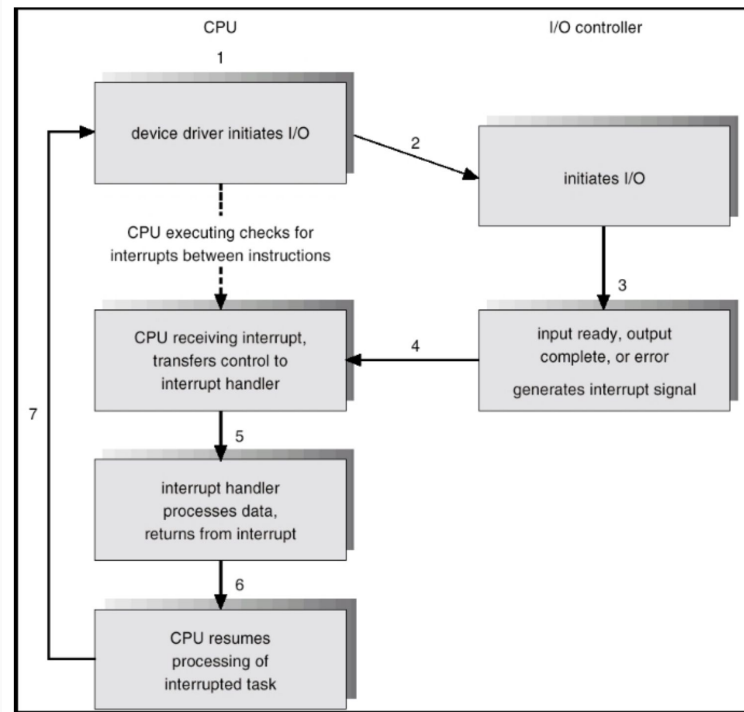 CPU
I/O controller
1
device driver initiates I/O
2
initiates I/O
CPU executing checks for
interrupts between instructions
3
CPU receiving interrupt,
transfers control to
interrupt handler
4
input ready, output
complete, or error
generates interrupt signal
7
5
interrupt handler
processes data,
returns from interrupt
6
CPU resumes
processing of
interrupted task